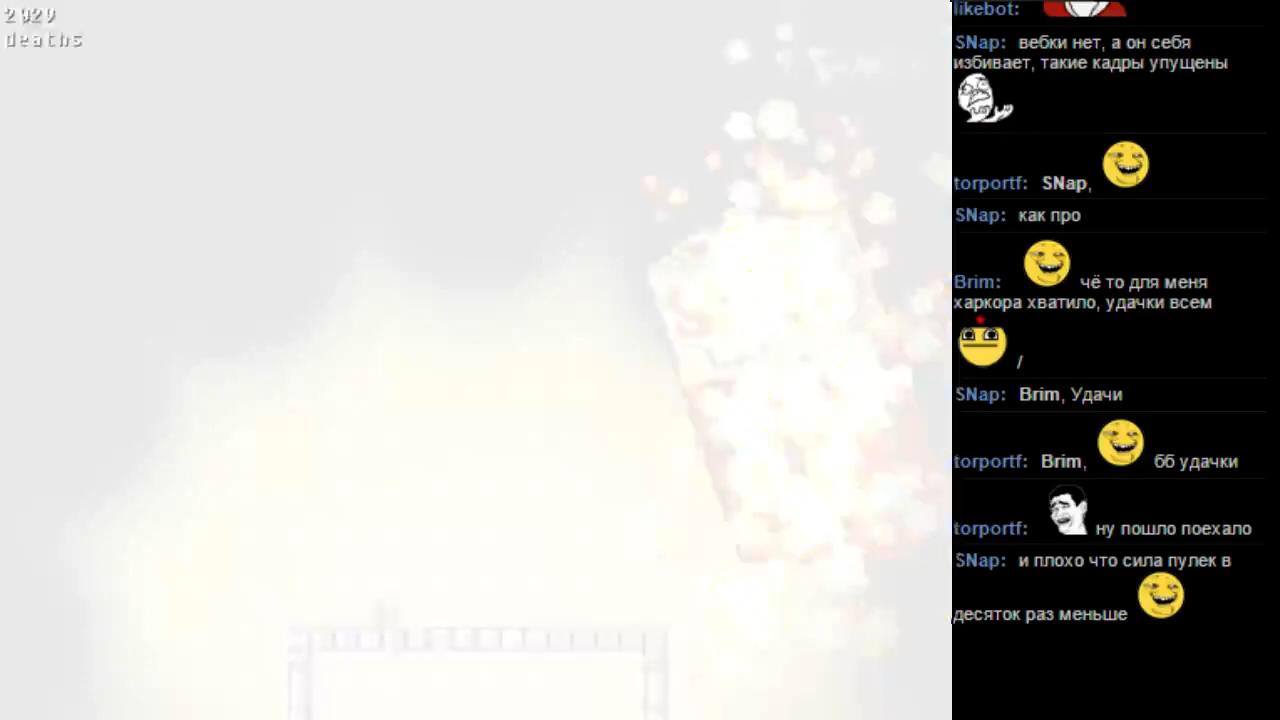 2929
deaths
likebot:
SNap: вебки нет, а он себя
избивает, такие кадры упущены
torportf: SNap,
SNap: как про
Brim: чё то для меня
харкора хватило, удачки всем
/
SNap: Brim, Удачи
torportf: Brim, бб удачки
torportf: ну пошло поехало
SNap: и плохо что сила пулек в
десяток раз меньше